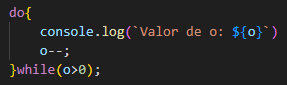 do{
    console.log(`Valor de o: ${o}`)
    o--;
}while(o>0);